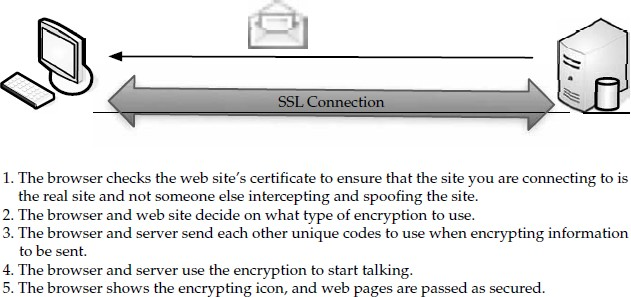 SSL Connection
1. The browser checks the web site's certificate to ensure that the site you are connecting to is
the real site and not someone else intercepting and spoofing the site.
2. The browser and web site decide on what type of encryption to use.
3. The browser and server send each other unique codes to use when encrypting information
to be sent.
4. The browser and server use the encryption to start talking.
5. The browser shows the encrypting icon, and web pages are passed as secured.